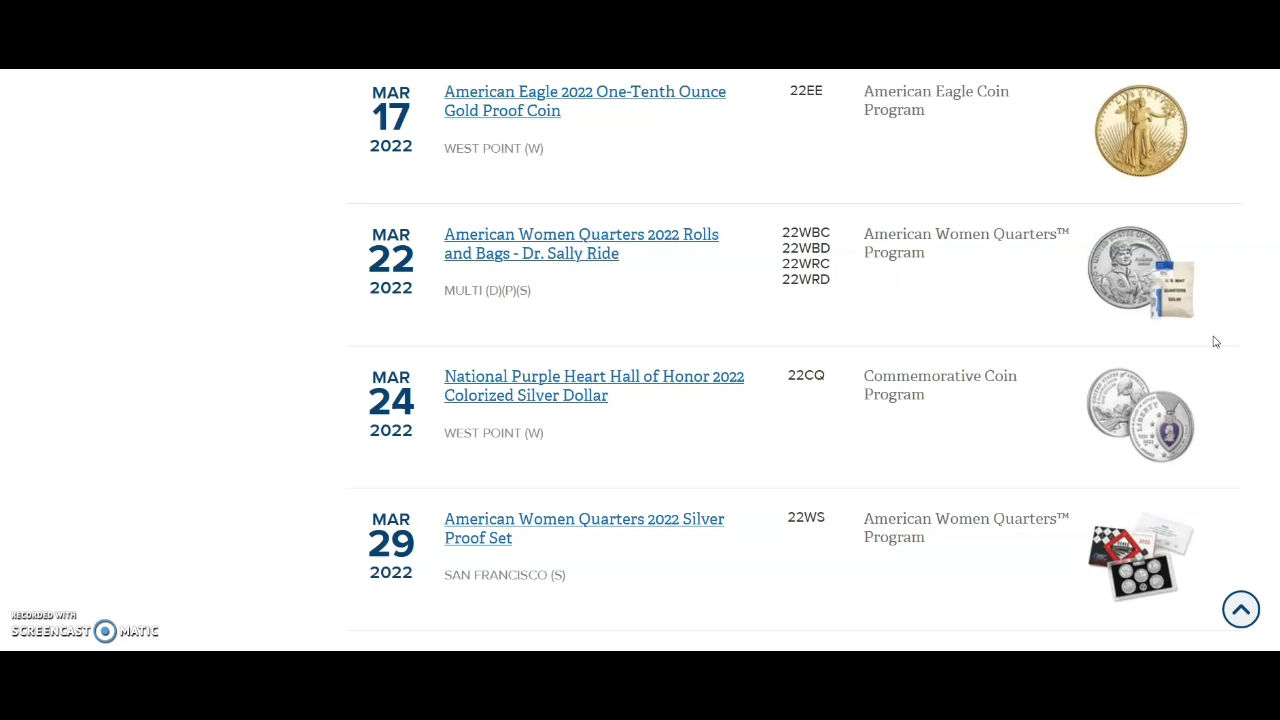 MAR
17
2022
American Eagle 2022 One-Tenth Ounce
Gold Proof Coin
WEST POINT (W)
22EE
American Eagle Coin
Program
MAR
22
2022
American Women Quarters 2022 Rolls
and Bags - Dr. Sally Ride
MULTI (D)(P)(S)
22WBC
22WBD
22WRC
22WRD
American Women Quarters™
Program
U.S. MINT
QUARTERS
MAR
24
2022
National Purple Heart Hall of Honor 2022
Colorized Silver Dollar
WEST POINT (W)
22CQ
Commemorative Coin
Program
LIBERTY
MAR
29
2022
American Women Quarters 2022 Silver
Proof Set
SAN FRANCISCO (S)
22WS
American Women Quarters™
Program
RECORDED WITH
SCREENCAST MATIC